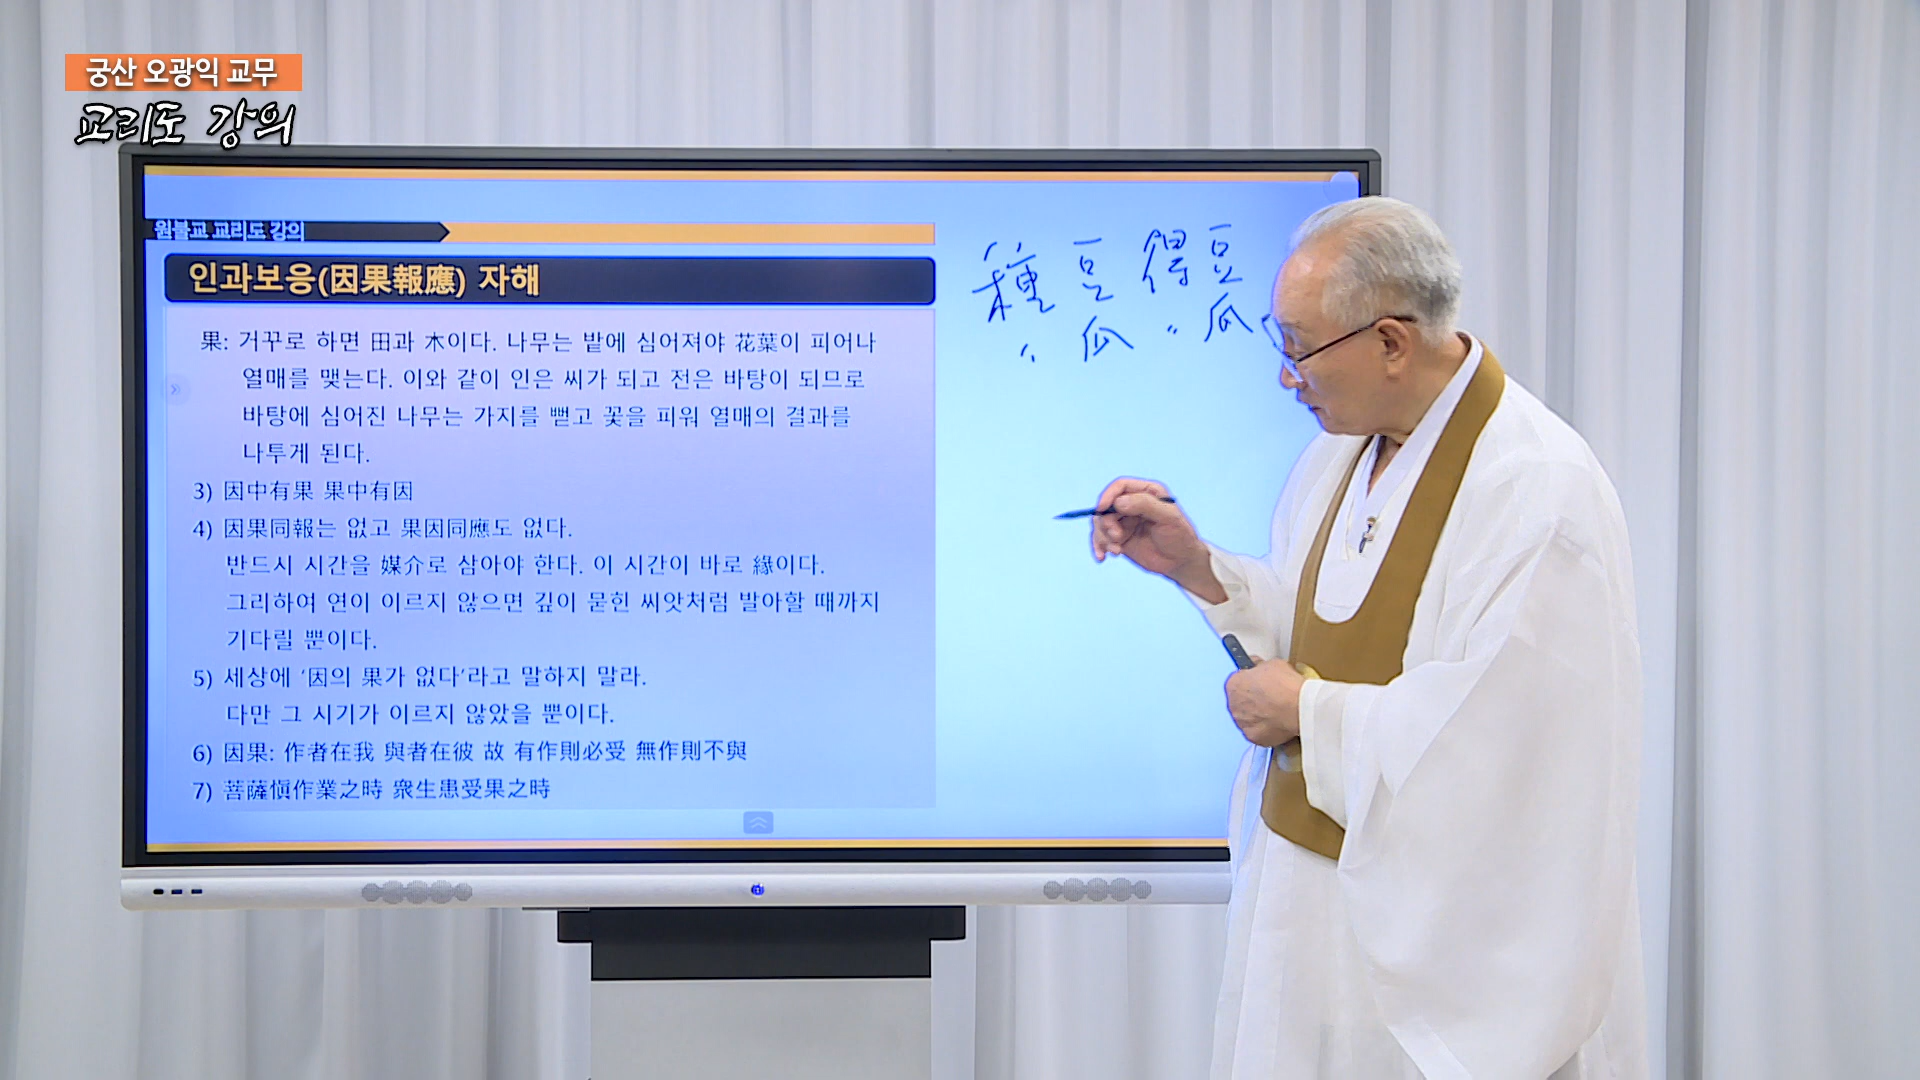 궁산 오광익 교무
교리도 강의
원불교 교리도 강의
인과보응(因果報應) 자해
果: 거꾸로 하면 田과 木이다. 나무는 밭에 심어져야 花葉이 피어나
열매를 맺는다. 이와 같이 인은 씨가 되고 전은 바탕이 되므로
바탕에 심어진 나무는 가지를 뻗고 꽃을 피워 열매의 결과를
나투게 된다.
3) 因中有果 果中有因
4) 因果同報는 없고 果因同應도 없다.
반드시 시간을 媒介로 삼아야 한다. 이 시간이 바로 緣이다.
그리하여 연이 이르지 않으면 깊이 묻힌 씨앗처럼 발아할 때까지
기다릴 뿐이다.
5) 세상에 '因의 果가 없다'라고 말하지 말라.
다만 그 시기가 이르지 않았을 뿐이다.
6) 因果: 作者在我 與者在彼 故 有作則必受 無作則不與
7) 菩薩愼作業之時 衆生患受果之時
種豆得豆
〃瓜〃瓜